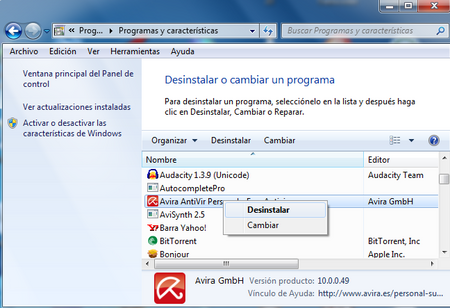 Prog...
Programas y características
Buscar Programas y características
Archivo Edición Ver Herramientas Ayuda
Ventana principal del Panel de control
Ver actualizaciones instaladas
Activar o desactivar las características de Windows
Desinstalar o cambiar un programa
Para desinstalar un programa, selecciónelo en la lista y después haga clic en Desinstalar, Cambiar o Reparar.
Organizar Desinstalar Cambiar
Nombre Editor
Audacity 1.3.9 (Unicode) Audacity Team
AutocompletePro
Avira AntiVir Avira GmbH
AviSynth 2.5
Barra Yahoo!
BitTorrent BitTorrent, Inc
Bonjour Apple Inc.
Desinstalar
Cambiar
Avira GmbH Versión producto: 10.0.0.49
Vínculo de Ayuda: http://www.avira.es/personal-su...